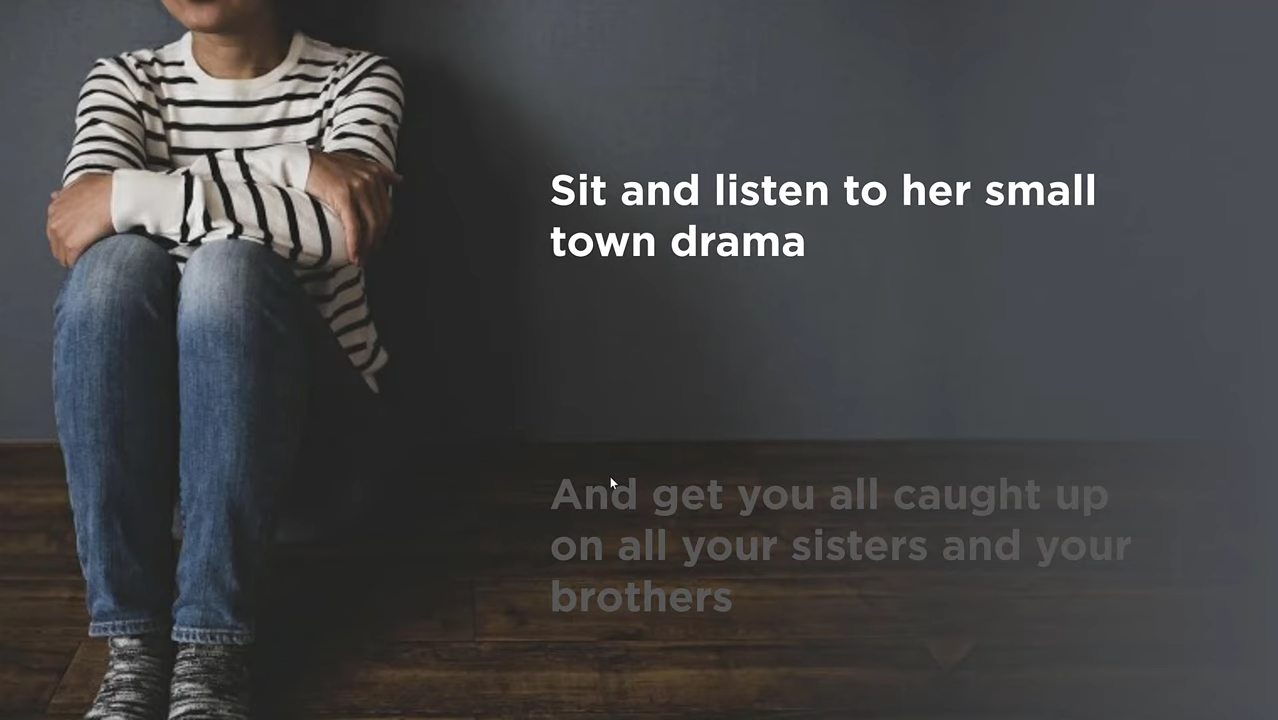 Sit and listen to her small
town drama
And get you all caught up
on all your sisters and your
brothers